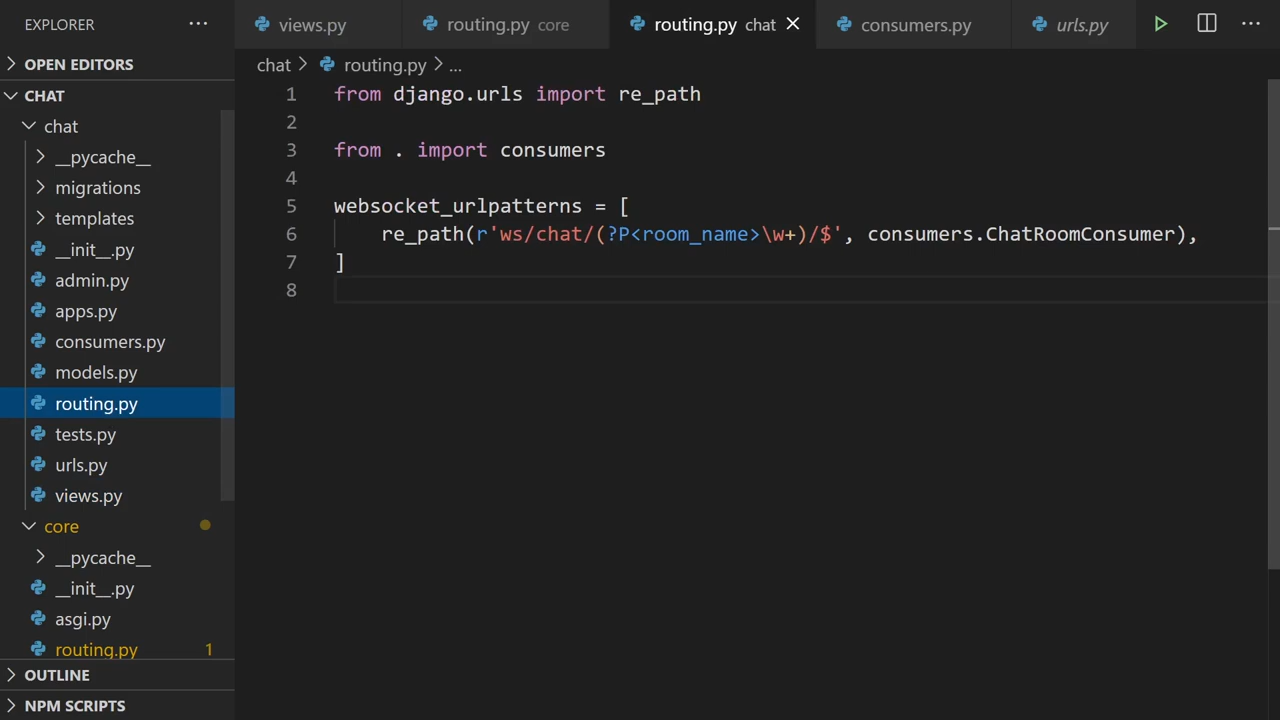 EXPLORER ...
views.py routing.py core routing.py chat consumers.py urls.py ...
OPEN EDITORS
CHAT
chat
__pycache__
migrations
templates
__init__.py
admin.py
apps.py
consumers.py
models.py
routing.py
tests.py
urls.py
views.py
core
__pycache__
__init__.py
asgi.py
routing.py 1
OUTLINE
NPM SCRIPTS
chat > routing.py > ...
1 from django.urls import re_path
2
3 from . import consumers
4
5 websocket_urlpatterns = [
6     re_path(r'ws/chat/(?P<room_name>\w+)/$', consumers.ChatRoomConsumer),
7 ]
8